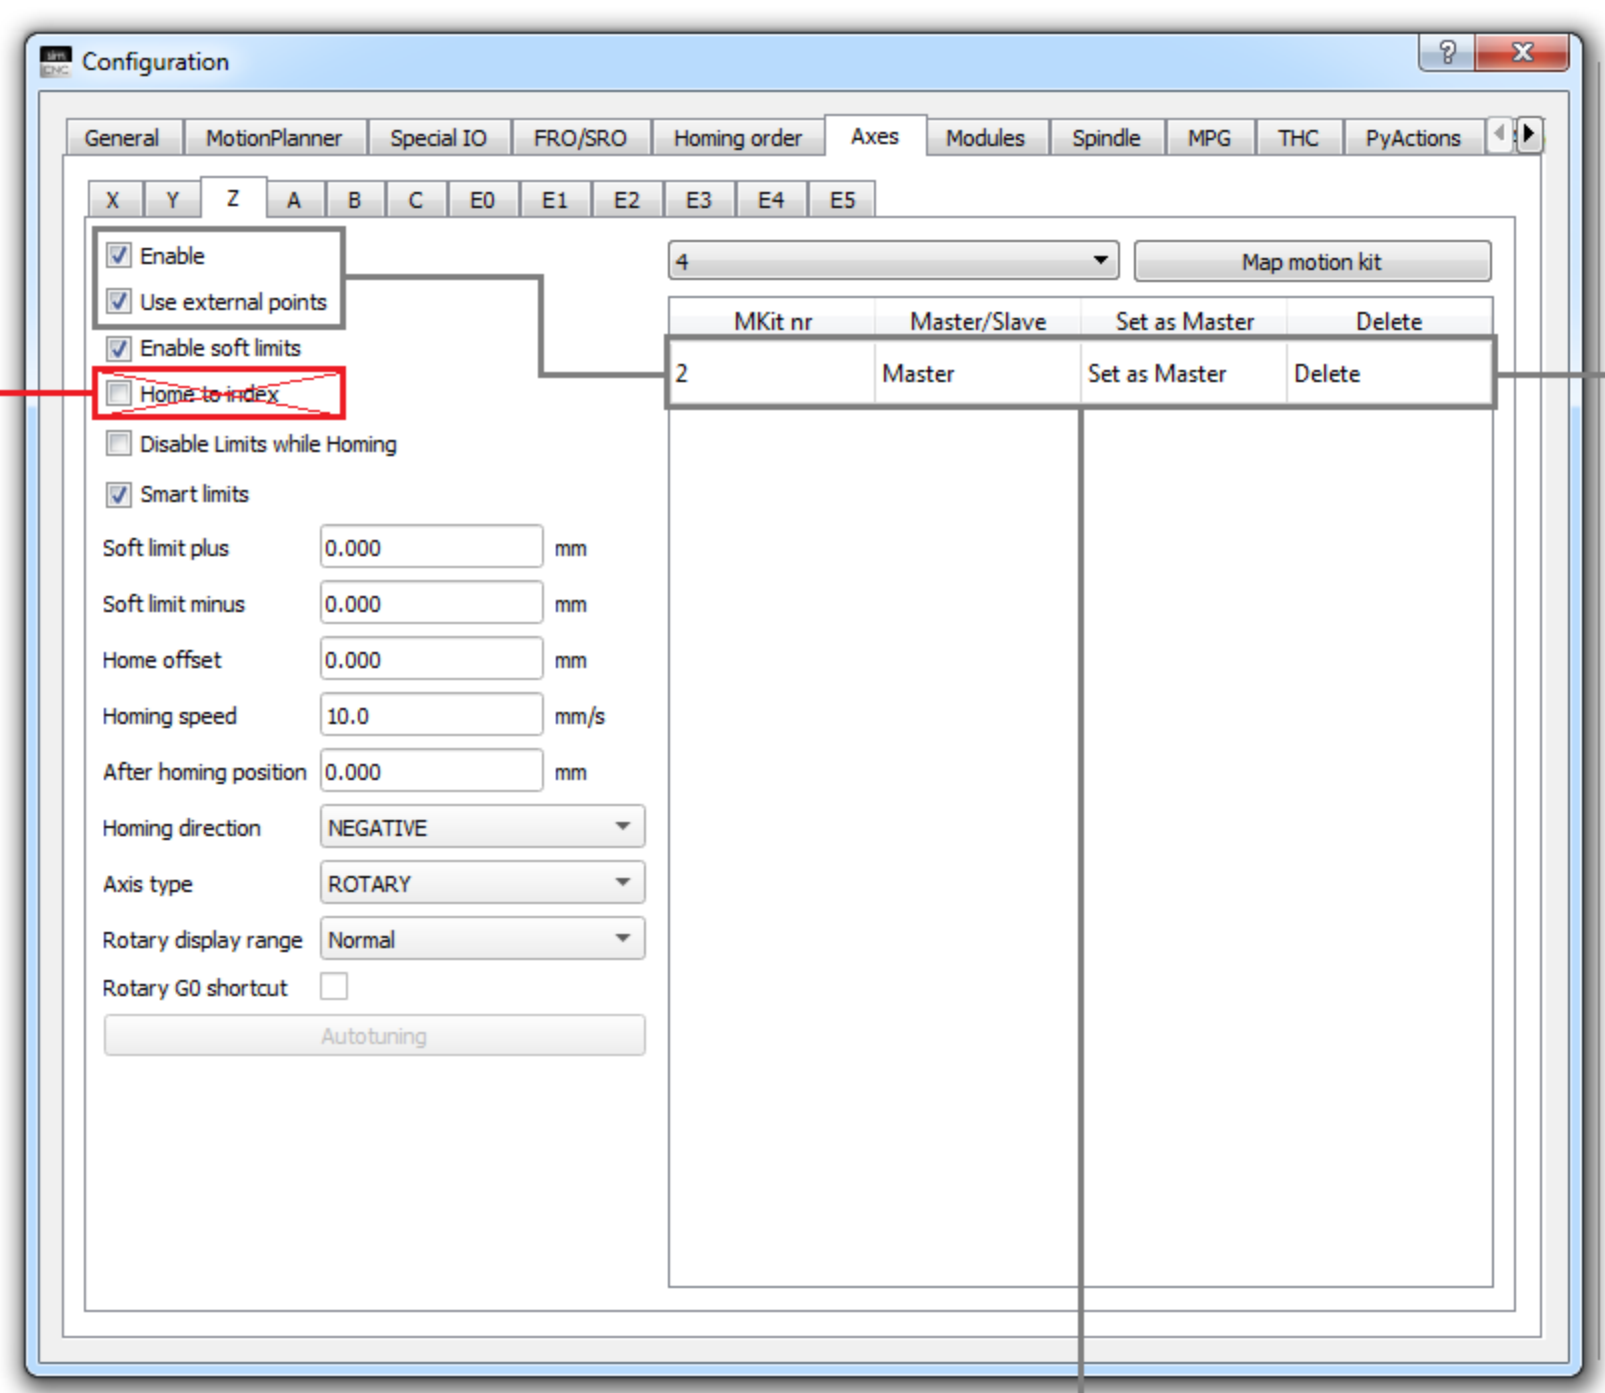 sim CNC Configuration ?
General MotionPlanner Special IO FRO/SRO Homing order Axes Modules Spindle MPG THC PyActions
X Y Z A B C E0 E1 E2 E3 E4 E5
Enable 4 Map motion kit
Use external points
MKit nr Master/Slave Set as Master Delete
Enable soft limits
2 Master Set as Master Delete
Home to index
Disable Limits while Homing
Smart limits
Soft limit plus 0.000 mm
Soft limit minus 0.000 mm
Home offset 0.000 mm
Homing speed 10.0 mm/s
After homing position 0.000 mm
Homing direction NEGATIVE
Axis type ROTARY
Rotary display range Normal
Rotary G0 shortcut
Autotuning